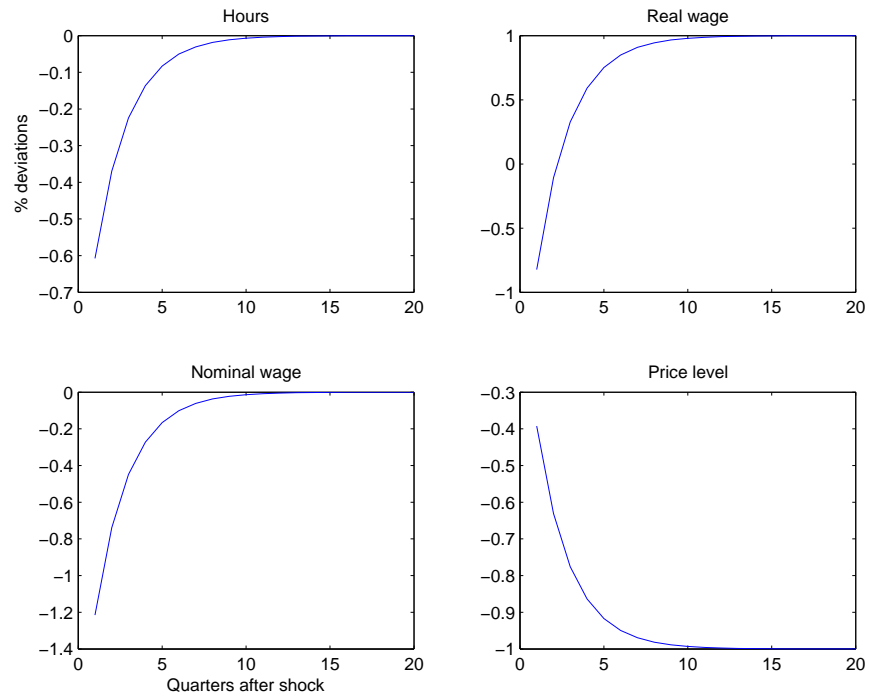 Hours
0
−0.1
−0.2
−0.3
−0.4
−0.5
−0.6
−0.7
0 5 10 15 20
% deviations
Real wage
1
0.5
0
−0.5
−1
0 5 10 15 20
Nominal wage
0
−0.2
−0.4
−0.6
−0.8
−1
−1.2
−1.4
0 5 10 15 20
Quarters after shock
Price level
−0.3
−0.4
−0.5
−0.6
−0.7
−0.8
−0.9
−1
0 5 10 15 20